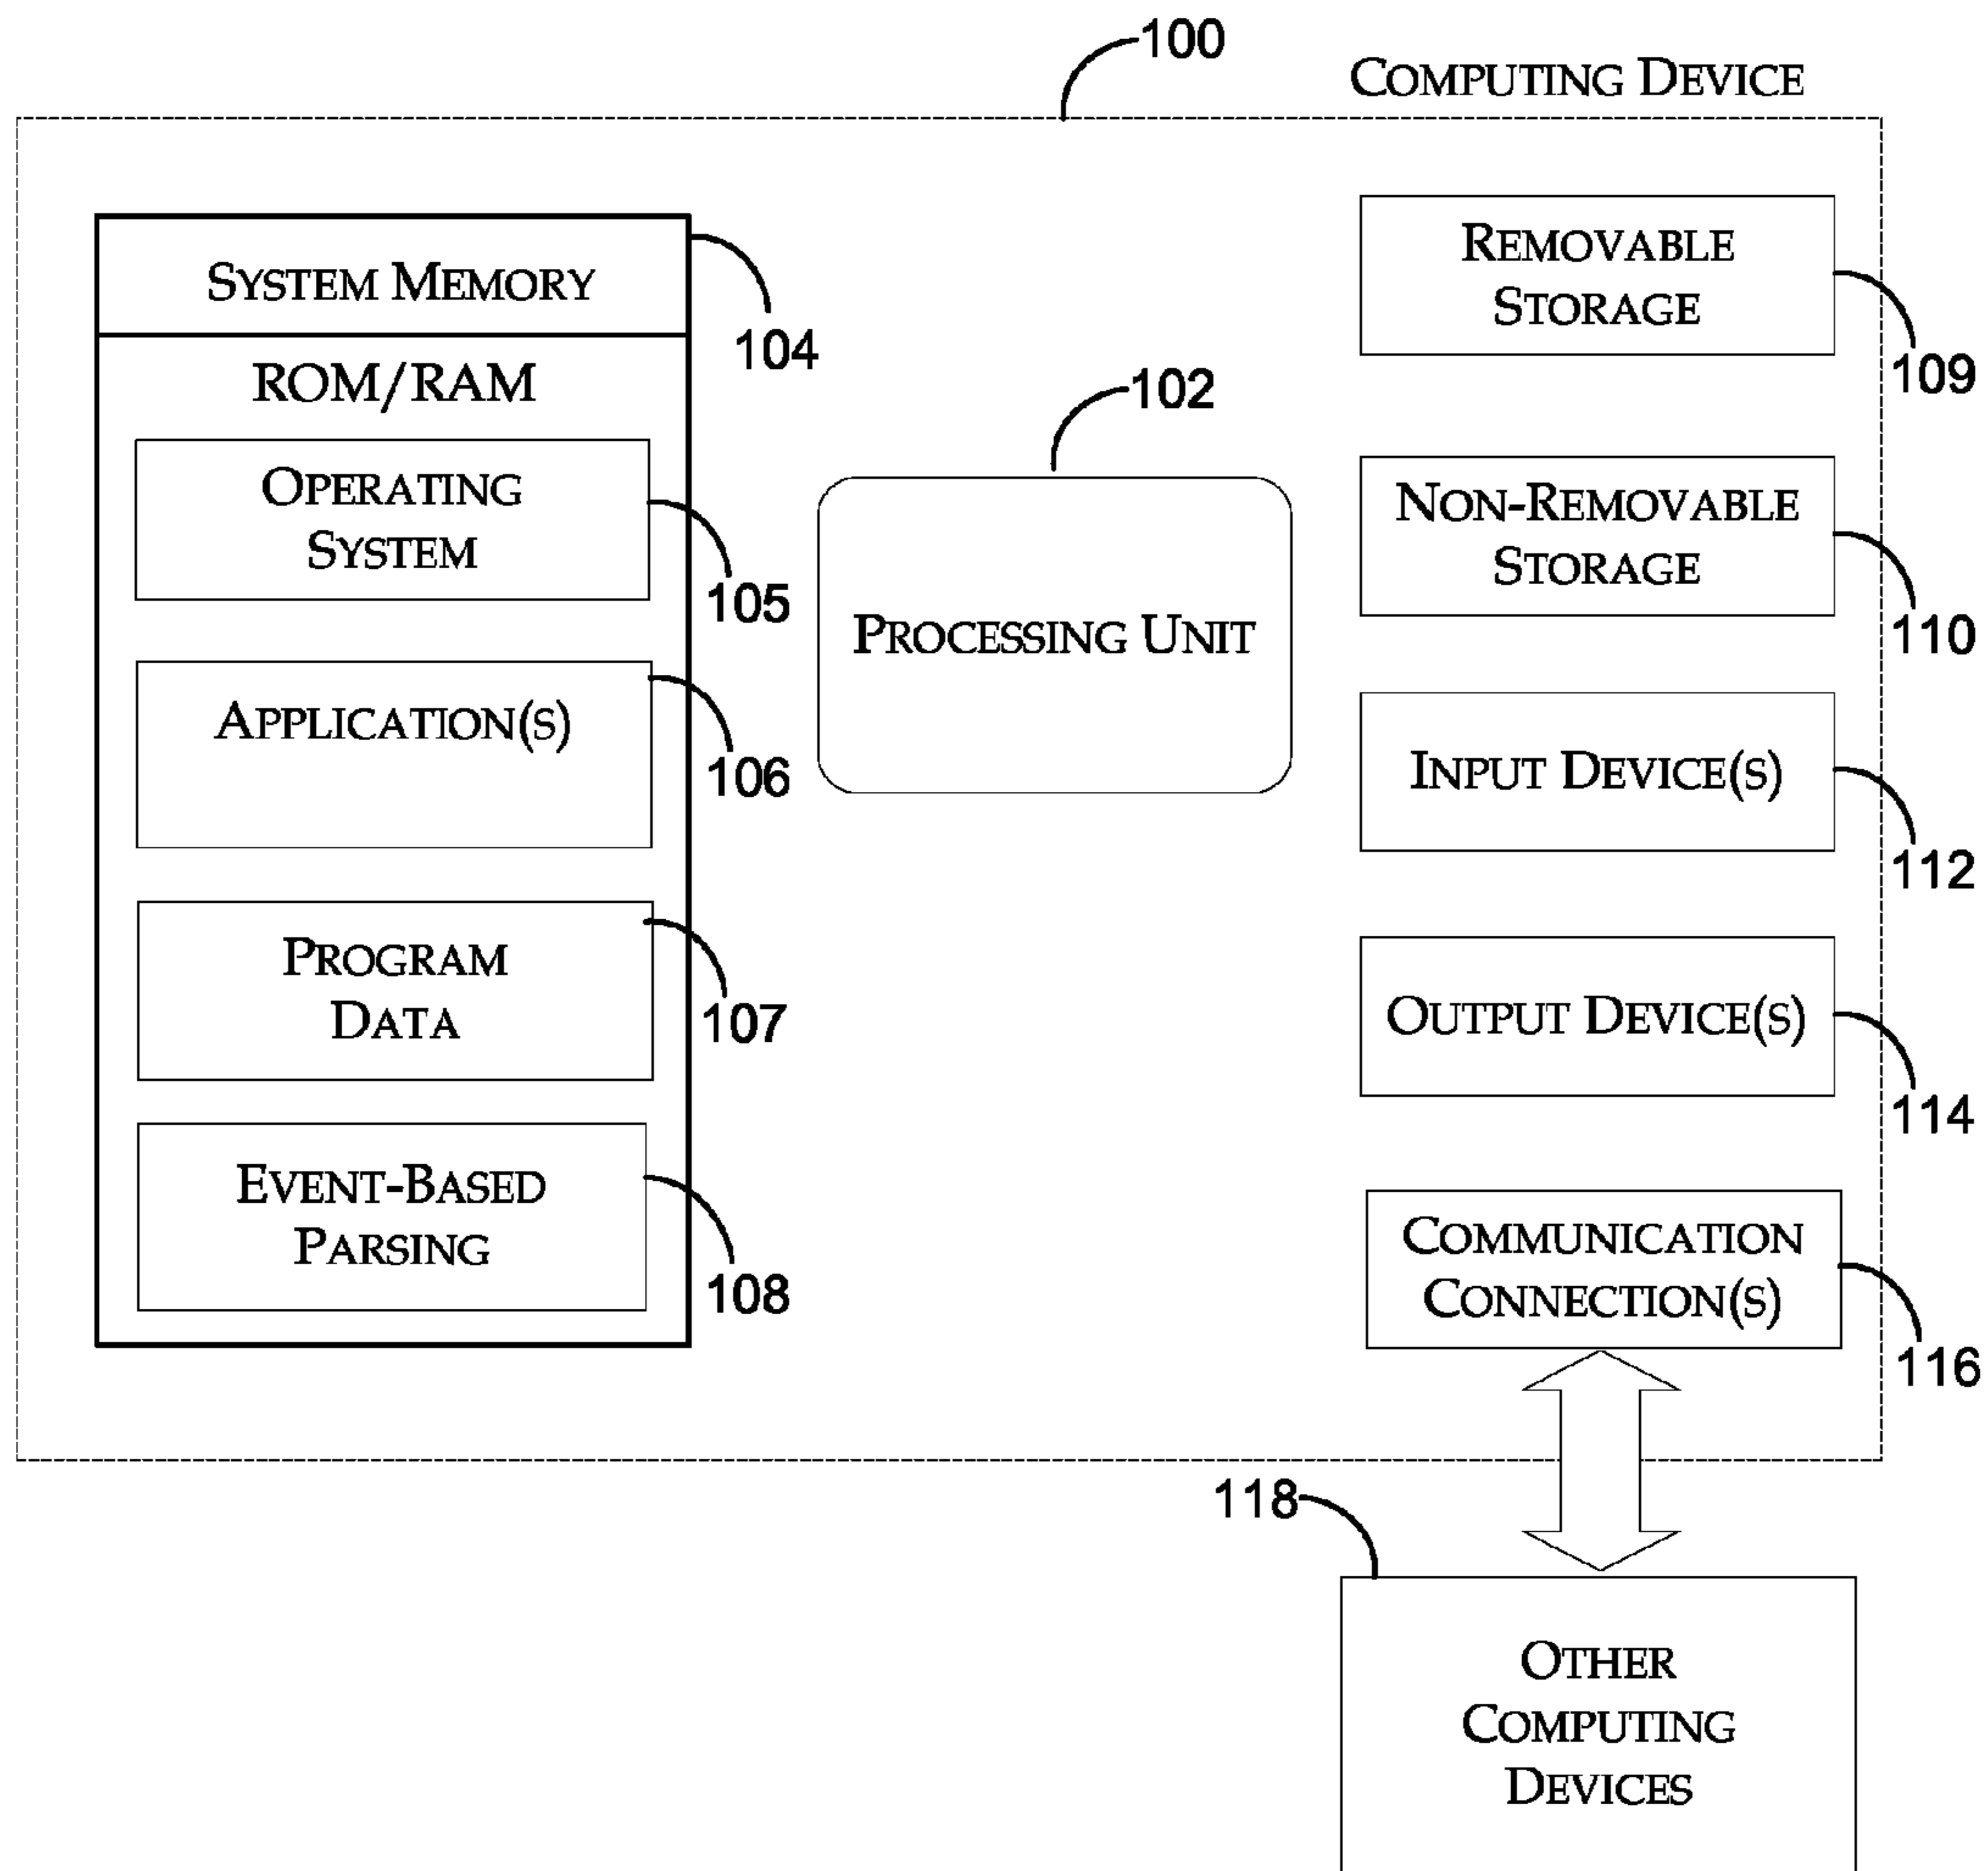 100
COMPUTING DEVICE
SYSTEM MEMORY
104
ROM/RAM
OPERATING
SYSTEM
105
APPLICATION(S)
106
PROGRAM
DATA
107
EVENT-BASED
PARSING
108
102
PROCESSING UNIT
REMOVABLE
STORAGE
109
NON-REMOVABLE
STORAGE
110
INPUT DEVICE(S)
112
OUTPUT DEVICE(S)
114
COMMUNICATION
CONNECTION(S)
116
118
OTHER
COMPUTING
DEVICES